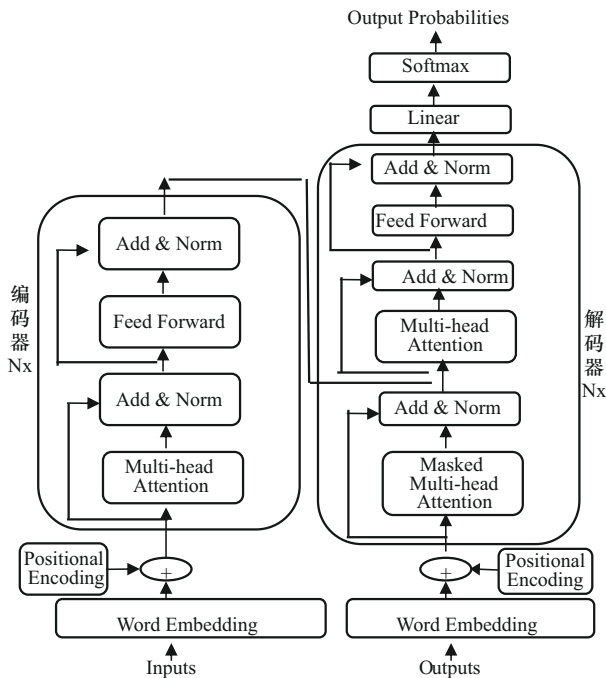 Output Probabilities
Softmax
Linear
Add & Norm
Feed Forward
Add & Norm
Multi-head
Attention
Add & Norm
Masked
Multi-head
Attention
解
码
器
Nx
Positional
Encoding
+
Word Embedding
Outputs
编
码
器
Nx
Add & Norm
Feed Forward
Add & Norm
Multi-head
Attention
Positional
Encoding
+
Word Embedding
Inputs